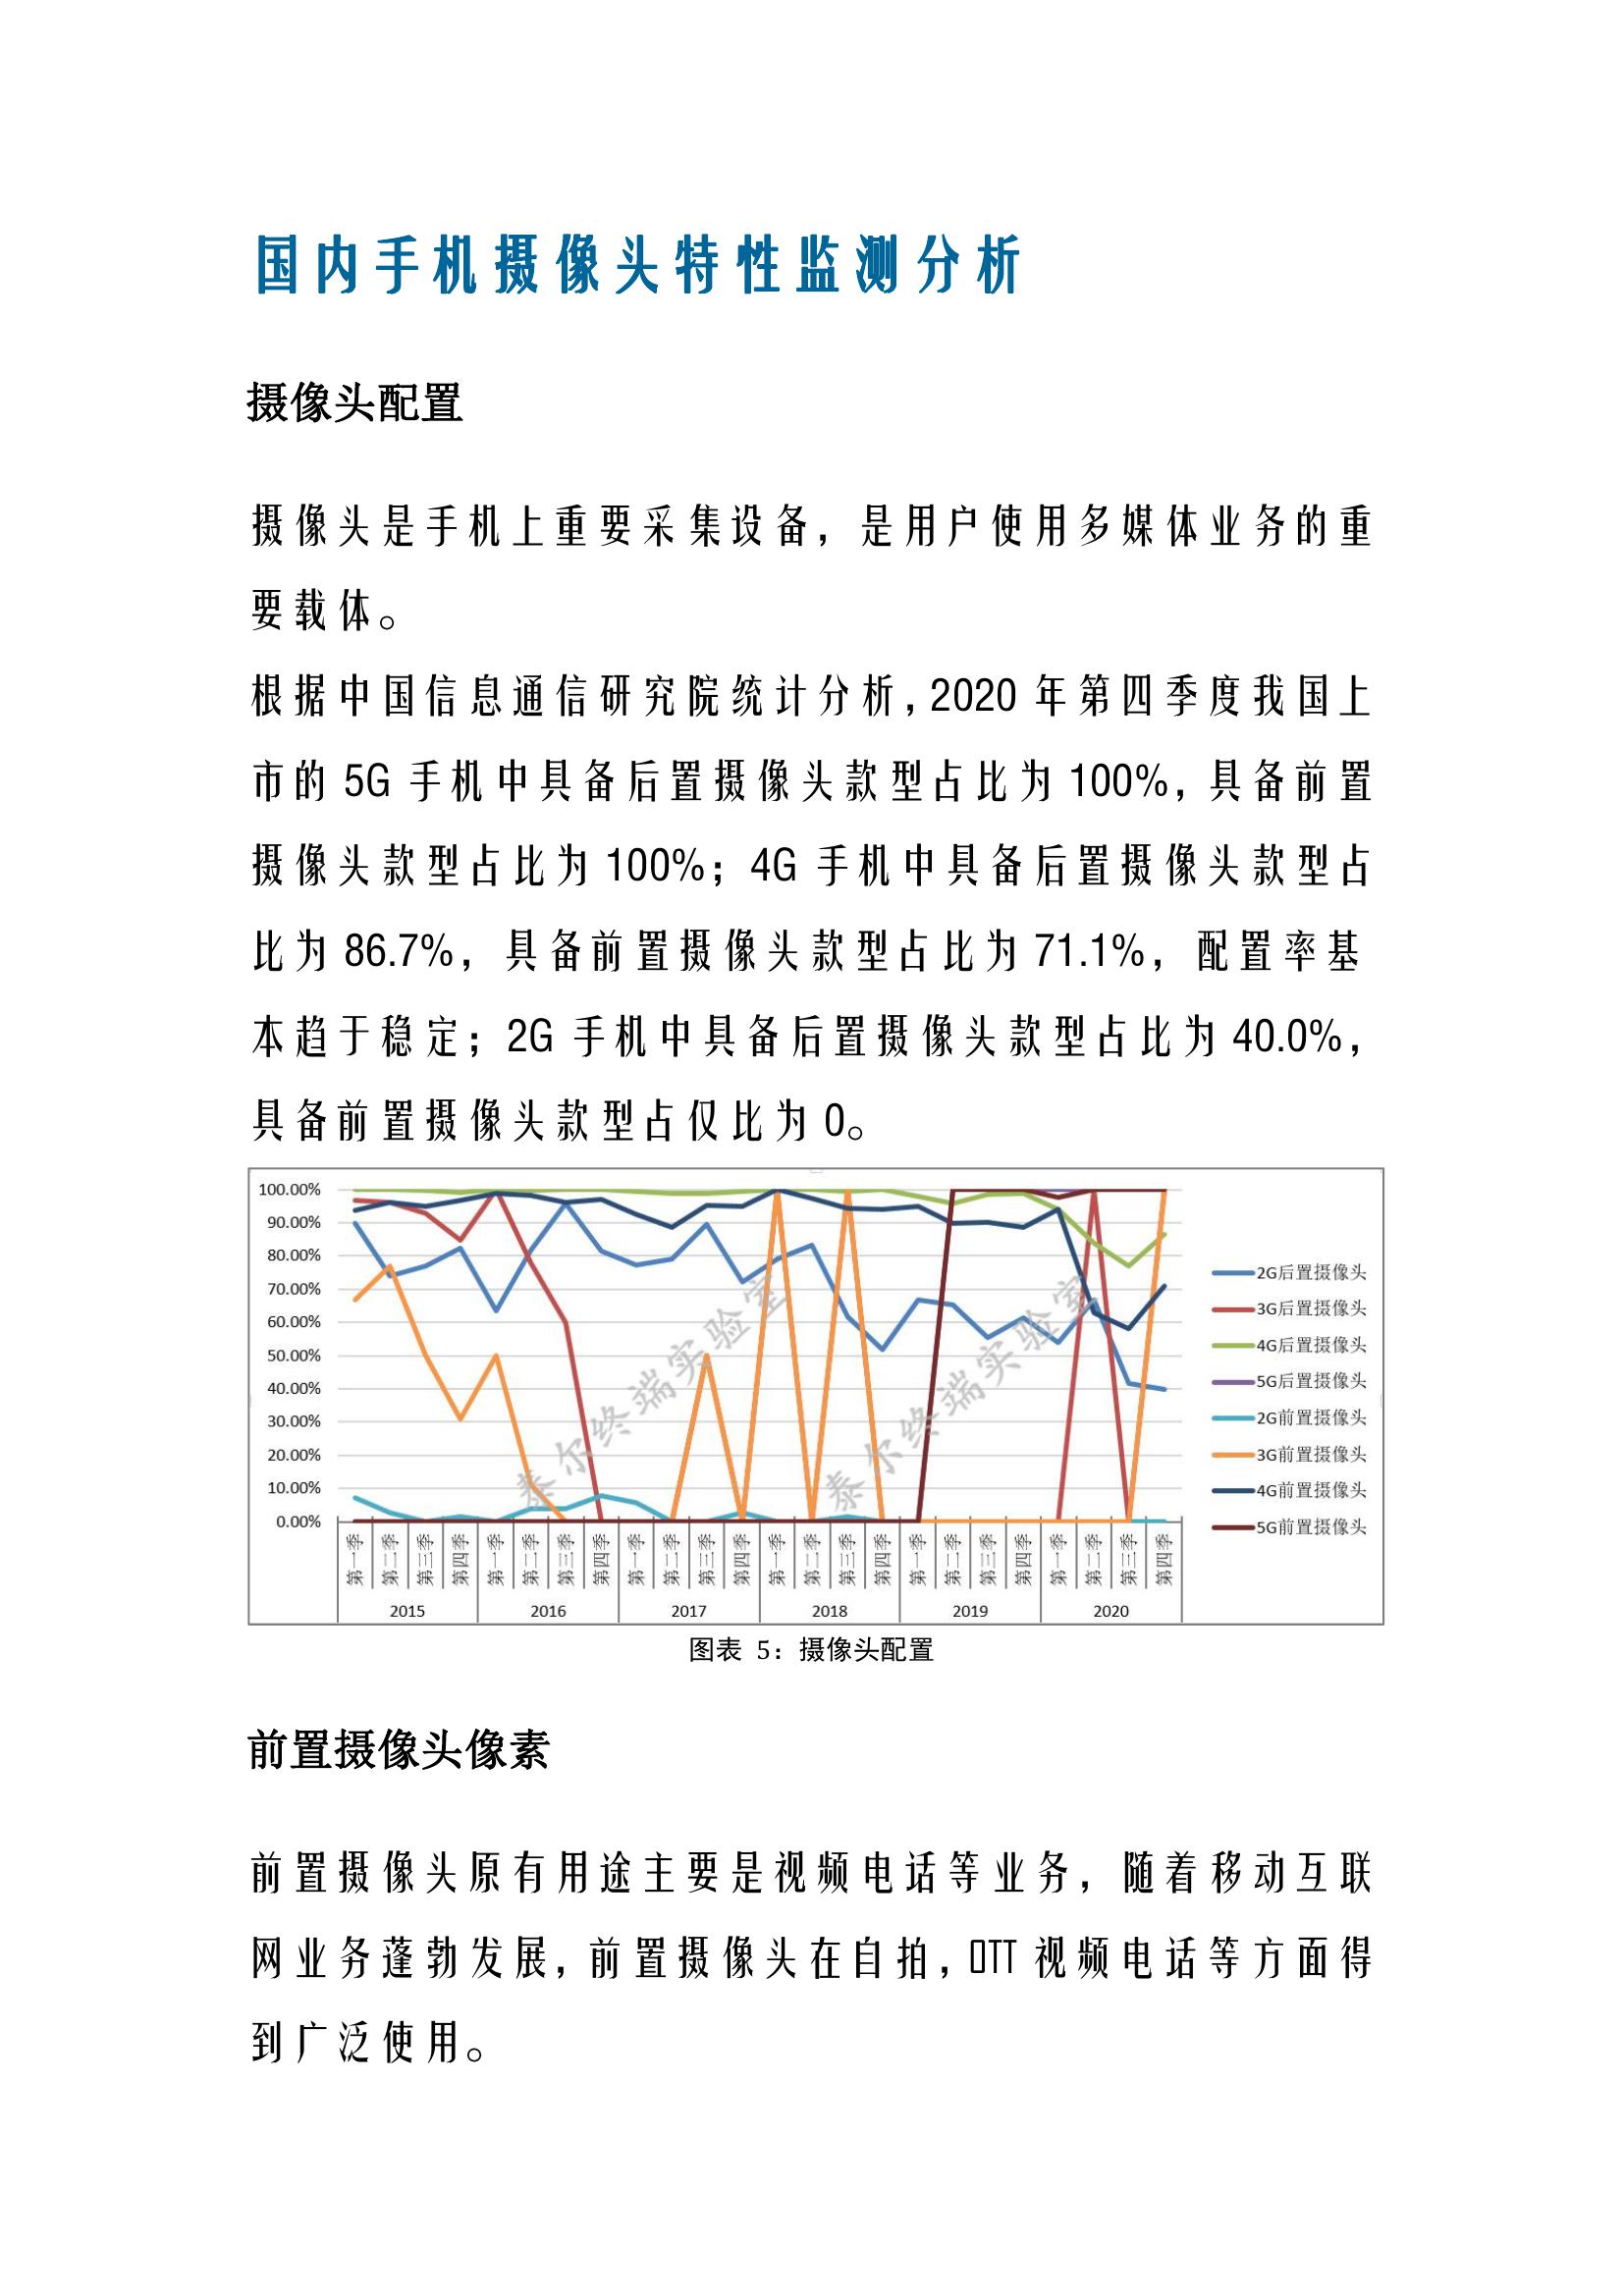 国内手机摄像头特性监测分析
摄像头配置
摄像头是手机上重要采集设备，是用户使用多媒体业务的重
要载体。
根据中国信息通信研究院统计分析，2020 年第四季度我国上
市的 5G 手机中具备后置摄像头款型占比为 100%，具备前置
摄像头款型占比为 100%；4G 手机中具备后置摄像头款型占
比为 86.7%，具备前置摄像头款型占比为 71.1%，配置率基
本趋于稳定；2G 手机中具备后置摄像头款型占比为 40.0%，
具备前置摄像头款型占仅比为 0。
100.00%
90.00%
80.00%
70.00%
60.00%
50.00%
40.00%
30.00%
20.00%
10.00%
0.00%
泰尔终端实验室
泰尔终端实验室
2G后置摄像头
3G后置摄像头
4G后置摄像头
5G后置摄像头
2G前置摄像头
3G前置摄像头
4G前置摄像头
5G前置摄像头
第一季 第二季 第三季 第四季 第一季 第二季 第三季 第四季 第一季 第二季 第三季 第四季 第一季 第二季 第三季 第四季 第一季 第二季 第三季 第四季 第一季 第二季 第三季 第四季
2015 2016 2017 2018 2019 2020
图表 5：摄像头配置
前置摄像头像素
前置摄像头原有用途主要是视频电话等业务，随着移动互联
网业务蓬勃发展，前置摄像头在自拍，OTT 视频电话等方面得
到广泛使用。